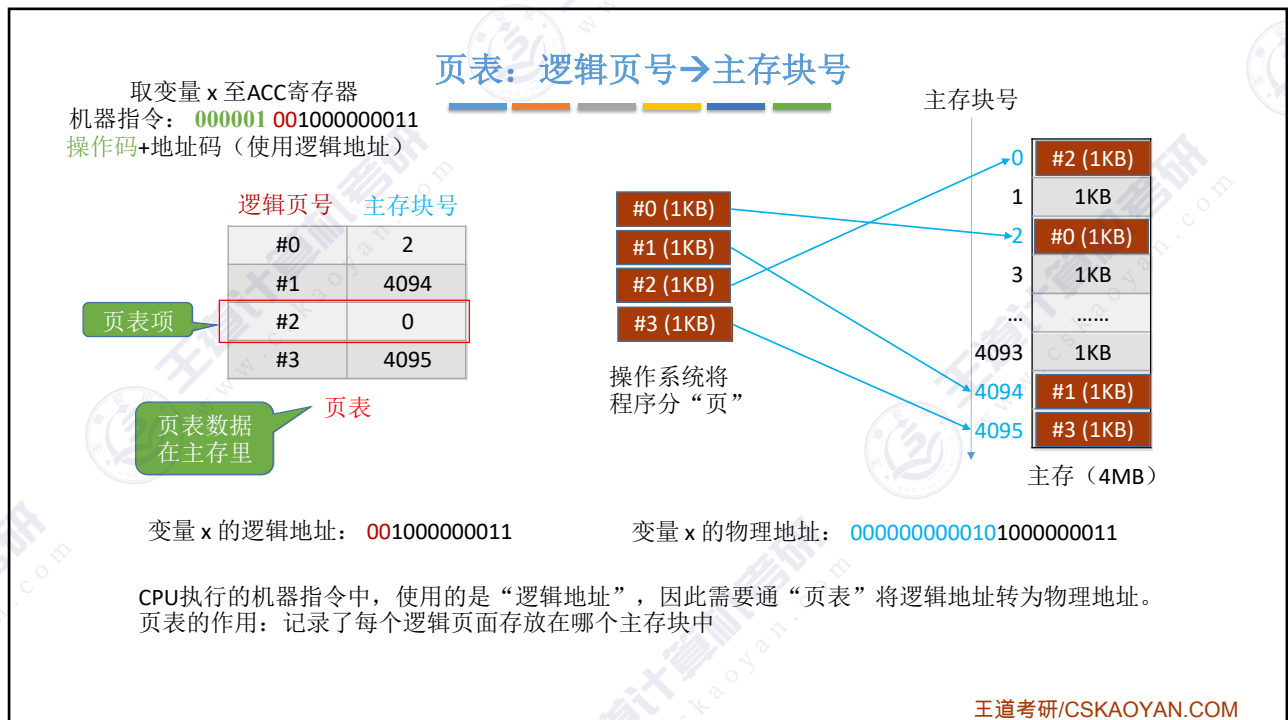 页表：逻辑页号→主存块号
取变量 x 至ACC寄存器
机器指令： 000001 001000000011
操作码+地址码（使用逻辑地址）
逻辑页号 主存块号
#0 2
#1 4094
#2 0
#3 4095
页表项
页表
页表数据
在主存里
#0 (1KB)
#1 (1KB)
#2 (1KB)
#3 (1KB)
操作系统将
程序分“页”
主存块号
0 #2 (1KB)
1 1KB
2 #0 (1KB)
3 1KB
... ......
4093 1KB
4094 #1 (1KB)
4095 #3 (1KB)
主存（4MB）
变量 x 的逻辑地址： 001000000011
变量 x 的物理地址： 0000000000101000000011
CPU执行的机器指令中，使用的是“逻辑地址”，因此需要通“页表”将逻辑地址转为物理地址。
页表的作用：记录了每个逻辑页面存放在哪个主存块中
王道考研/CSKAOYAN.COM